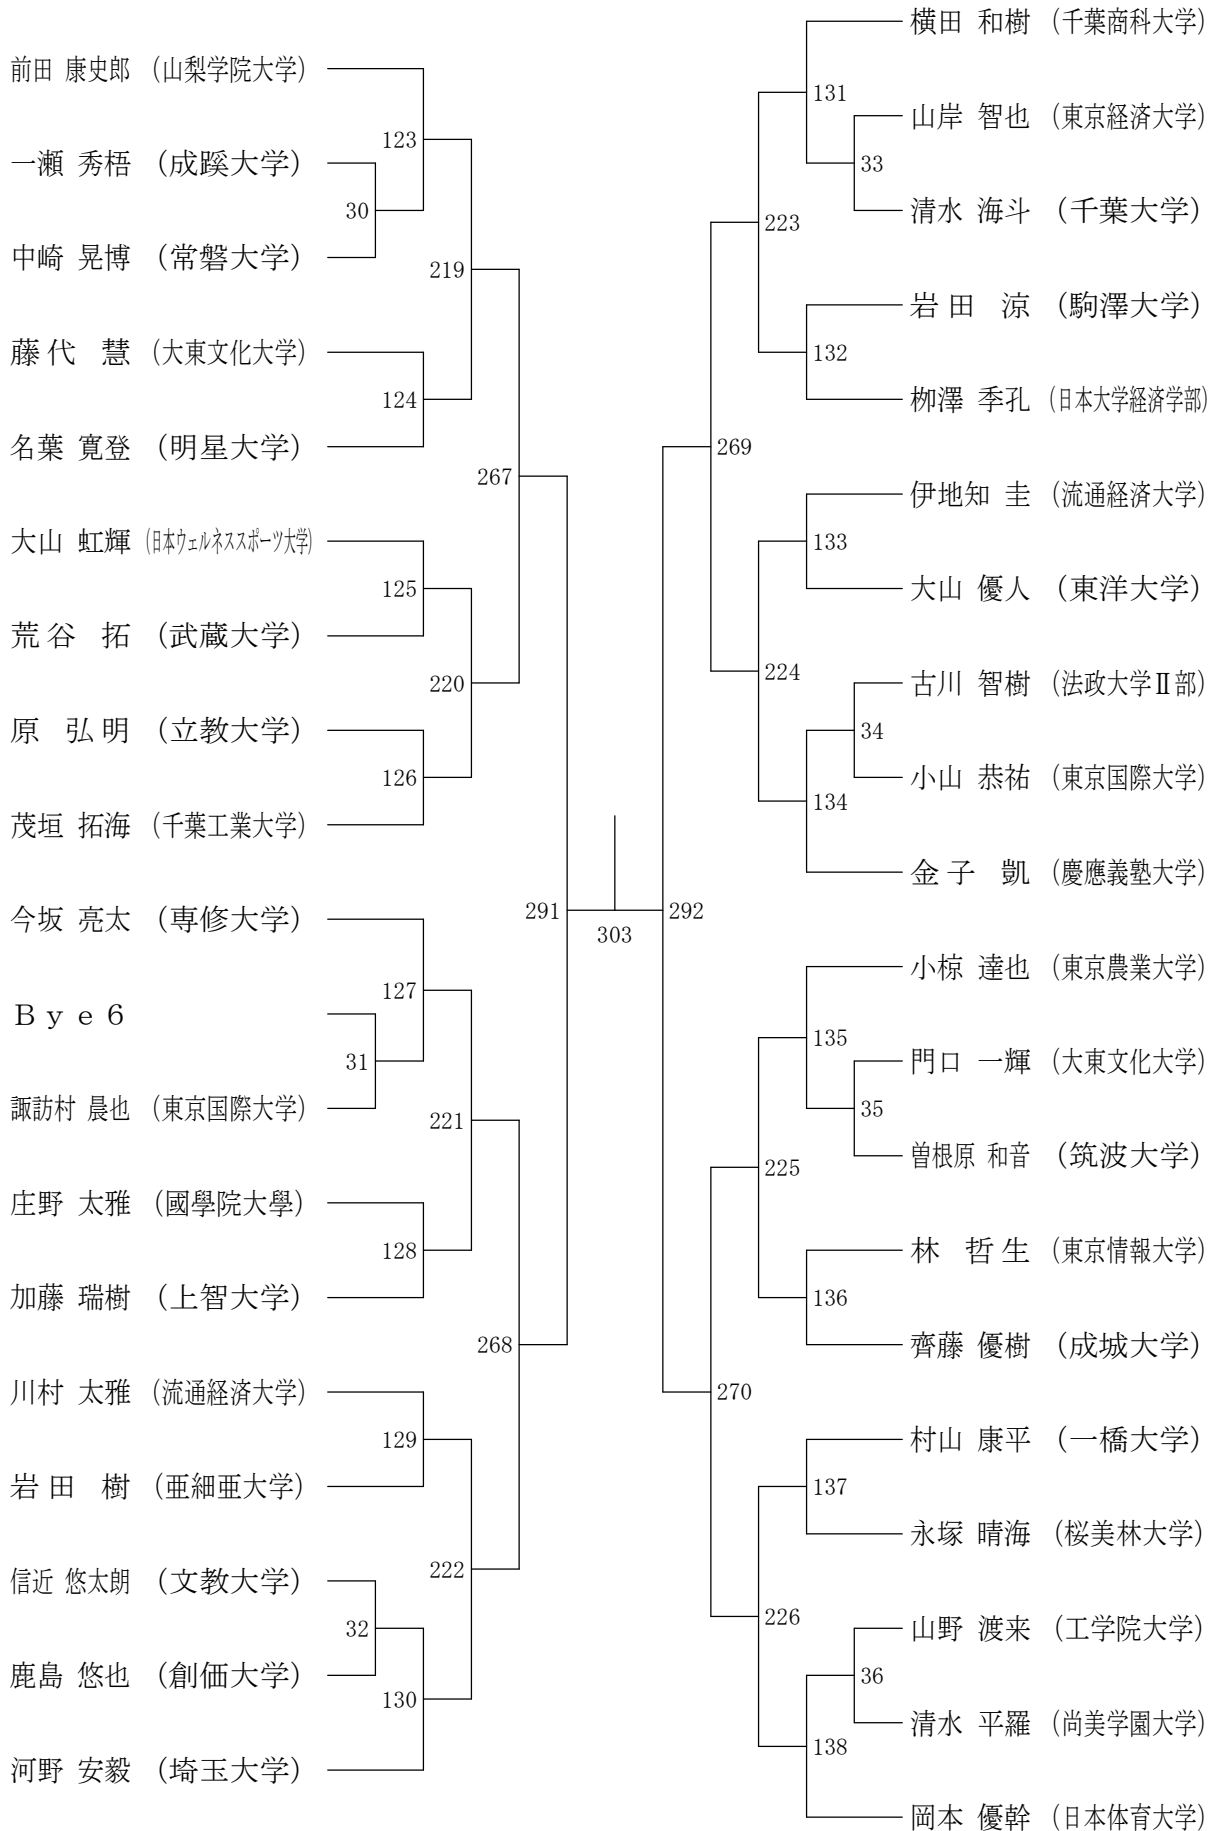 前田 康史郎 （山梨学院大学）
一瀬 秀梧 （成蹊大学）
中崎 晃博 （常磐大学）
藤代 慧 （大東文化大学）
名葉 寛登 （明星大学）
大山 虹輝 （日本ウェルネススポーツ大学）
荒谷 拓 （武蔵大学）
原 弘明 （立教大学）
茂垣 拓海 （千葉工業大学）
今坂 亮太 （専修大学）
Ｂｙｅ６
諏訪村 晨也 （東京国際大学）
庄野 太雅 （國學院大學）
加藤 瑞樹 （上智大学）
川村 太雅 （流通経済大学）
岩田 樹 （亜細亜大学）
信近 悠太朗 （文教大学）
鹿島 悠也 （創価大学）
河野 安毅 （埼玉大学）
30
31
32
123
124
125
126
127
128
129
130
219
220
221
222
267
268
291
303
292
269
270
223
224
225
226
131
132
133
134
135
136
137
138
33
34
35
36
横田 和樹 （千葉商科大学）
山岸 智也 （東京経済大学）
清水 海斗 （千葉大学）
岩田 涼 （駒澤大学）
栁澤 季孔 （日本大学経済学部）
伊地知 圭 （流通経済大学）
大山 優人 （東洋大学）
古川 智樹 （法政大学Ⅱ部）
小山 恭祐 （東京国際大学）
金子 凱 （慶應義塾大学）
小椋 達也 （東京農業大学）
門口 一輝 （大東文化大学）
曽根原 和音 （筑波大学）
林 哲生 （東京情報大学）
齊藤 優樹 （成城大学）
村山 康平 （一橋大学）
永塚 晴海 （桜美林大学）
山野 渡来 （工学院大学）
清水 平羅 （尚美学園大学）
岡本 優幹 （日本体育大学）